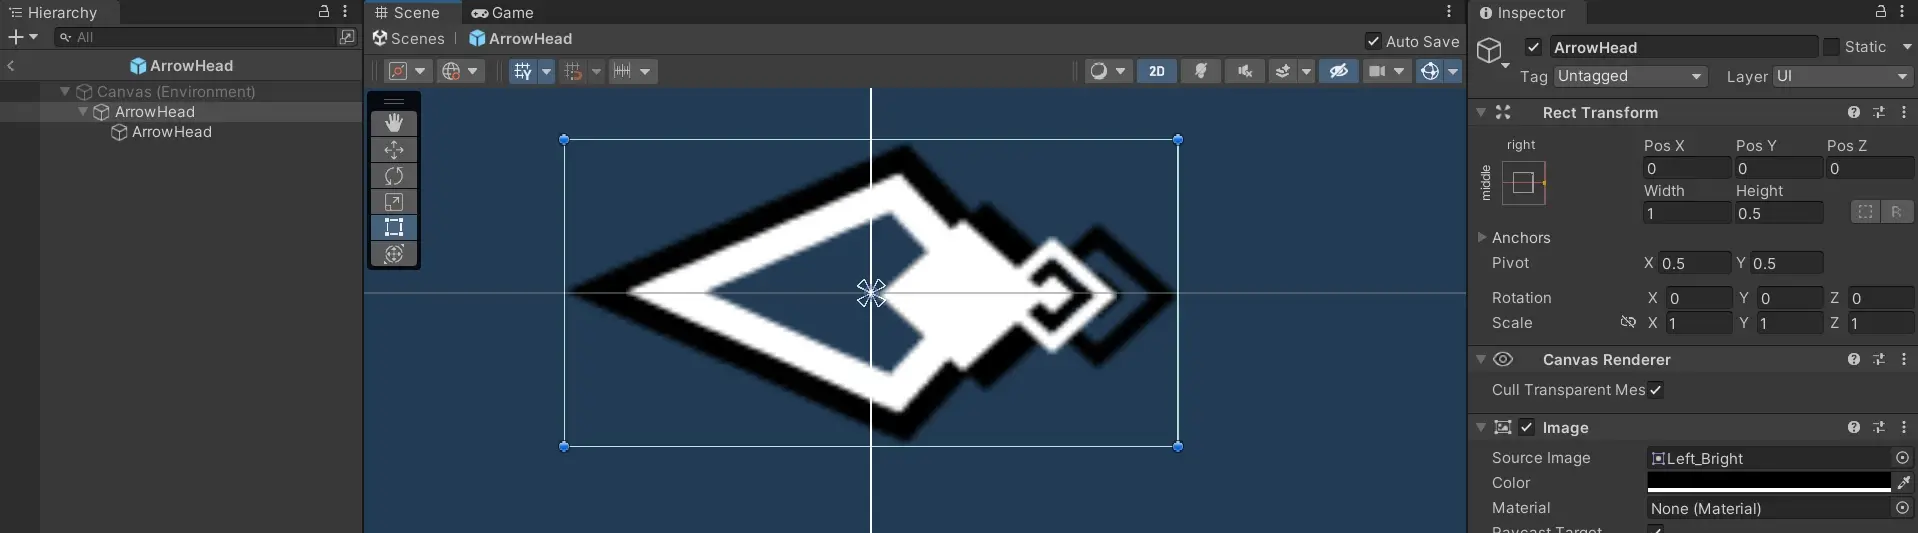 Hierarchy
All
ArrowHead
Canvas (Environment)
ArrowHead
ArrowHead
Scene
Game
Scenes
ArrowHead
Auto Save
2D
Inspector
ArrowHead
Static
Tag Untagged
Layer UI
Rect Transform
right
middle
Pos X Pos Y Pos Z
0 0 0
Width Height
1 0.5
R
Anchors
Pivot X 0.5 Y 0.5
Rotation X 0 Y 0 Z 0
Scale X 1 Y 1 Z 1
Canvas Renderer
Cull Transparent Mes
Image
Source Image Left_Bright
Color
Material None (Material)
Raycast Target